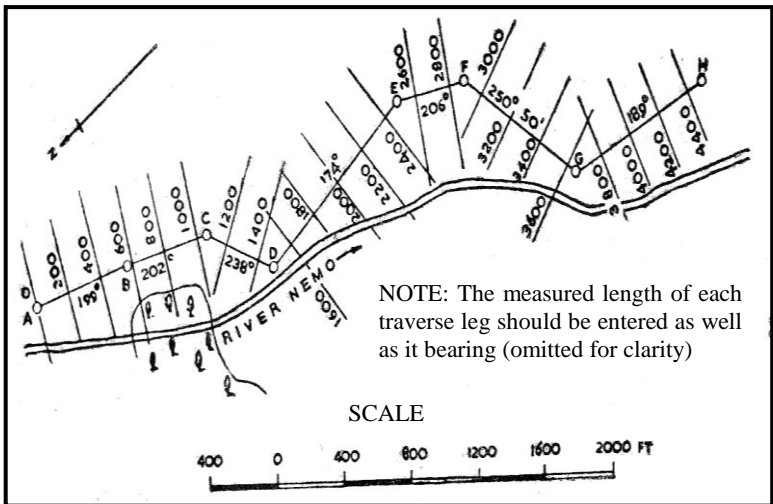 N
0
A
200
199°
400
B
600
202°
800
1000
C
1200
238°
1400
D
1600
1800
174°
2000
2200
2400
E
2600
206°
2800
F
3000
3200
250° 50'
3400
3600
G
3800
189°
4000
4200
4400
H
RIVER NEMO
NOTE: The measured length of each
traverse leg should be entered as well
as it bearing (omitted for clarity)
SCALE
400 0 400 800 1200 1600 2000 FT